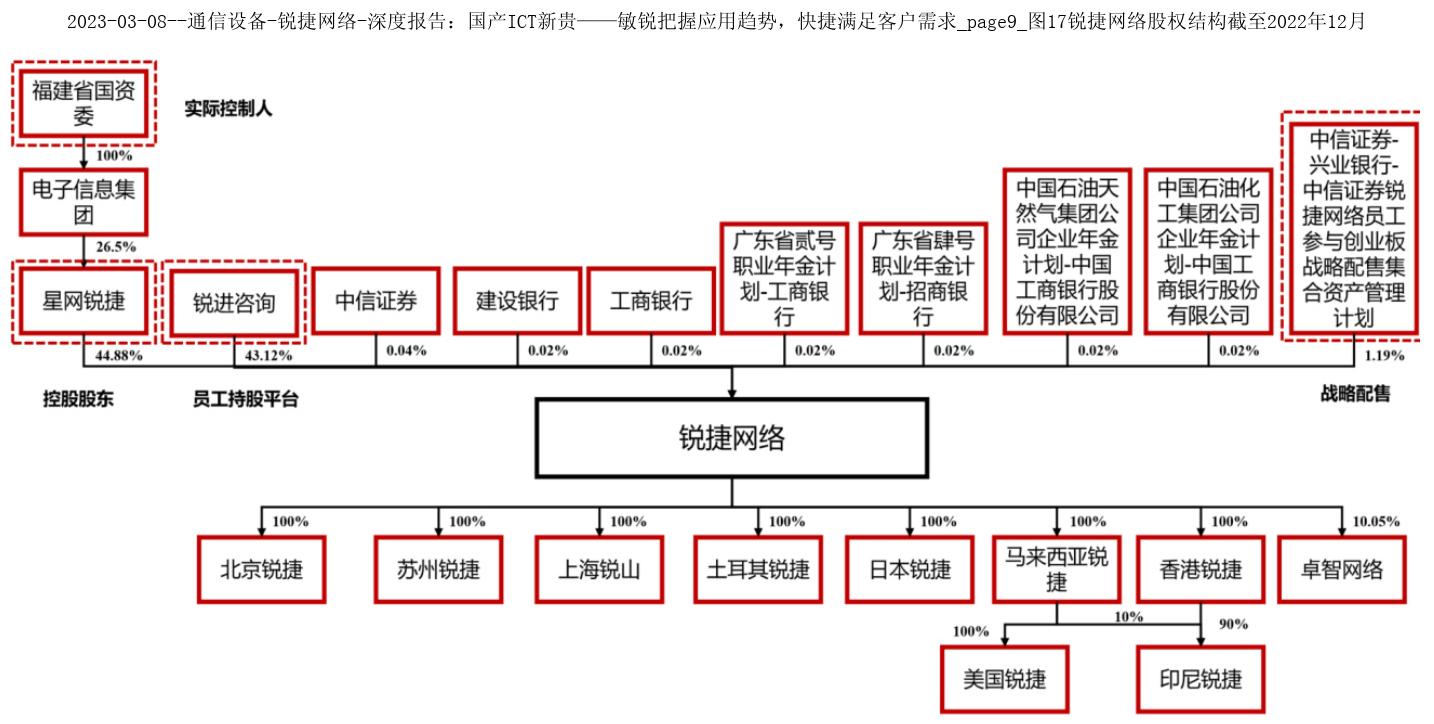 2023-03-08--通信设备-锐捷网络-深度报告：国产ICT新贵——敏锐把握应用趋势，快捷满足客户需求_page9_图17锐捷网络股权结构截至2022年12月
福建省国资
委
实际控制人
100%
电子信息集
团
26.5%
星网锐捷
锐进咨询
中信证券
建设银行
工商银行
广东省贰号
职业年金计
划-工商银
行
广东省肆号
职业年金计
划-招商银
行
中国石油天
然气集团公
司企业年金
计划-中国
工商银行股
份有限公司
中国石油化
工集团公司
企业年金计
划-中国工
商银行股份
有限公司
中信证券-
兴业银行-
中信证券锐
捷网络员工
参与创业板
战略配售集
合资产管理
计划
44.88%
43.12%
0.04%
0.02%
0.02%
0.02%
0.02%
0.02%
0.02%
1.19%
控股股东
员工持股平台
战略配售
锐捷网络
100%
100%
100%
100%
100%
100%
100%
10.05%
北京锐捷
苏州锐捷
上海锐山
土耳其锐捷
日本锐捷
马来西亚锐
捷
香港锐捷
卓智网络
100%
10%
90%
美国锐捷
印尼锐捷